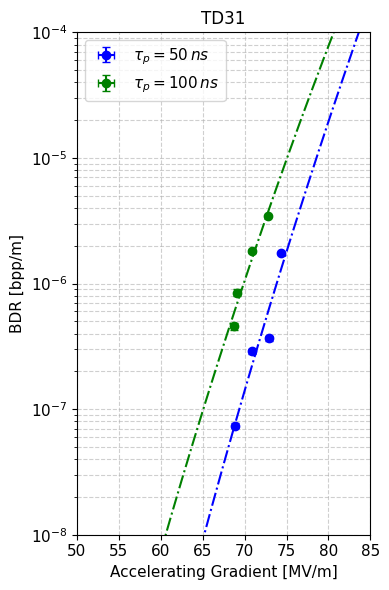 TD31
τp = 50 ns
τp = 100 ns
BDR [bpp/m]
10⁻⁴
10⁻⁵
10⁻⁶
10⁻⁷
10⁻⁸
50 55 60 65 70 75 80 85
Accelerating Gradient [MV/m]